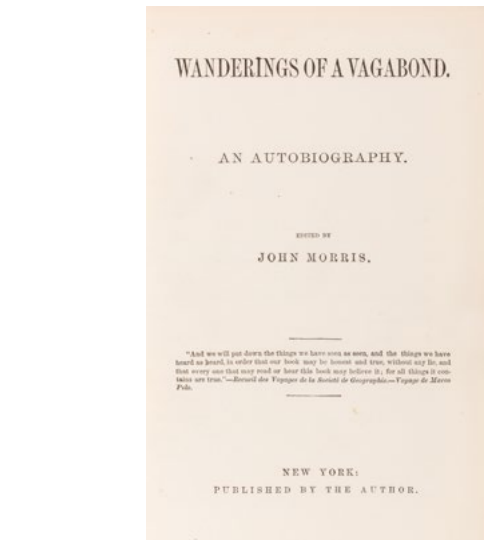 WANDERINGS OF A VAGABOND.
AN AUTOBIOGRAPHY.
EDITED BY
JOHN MORRIS.
"And we will put down the things we have seen as seen, and the things we have
heard as heard, in order that our book may be honest and true, without any lie, and
that every one that may read or hear this book may believe it; for all things it con-
tains are true."—Recueil des Voyages de la Société de Geographie.—Voyage de Marco
Polo.
NEW YORK:
PUBLISHED BY THE AUTHOR.